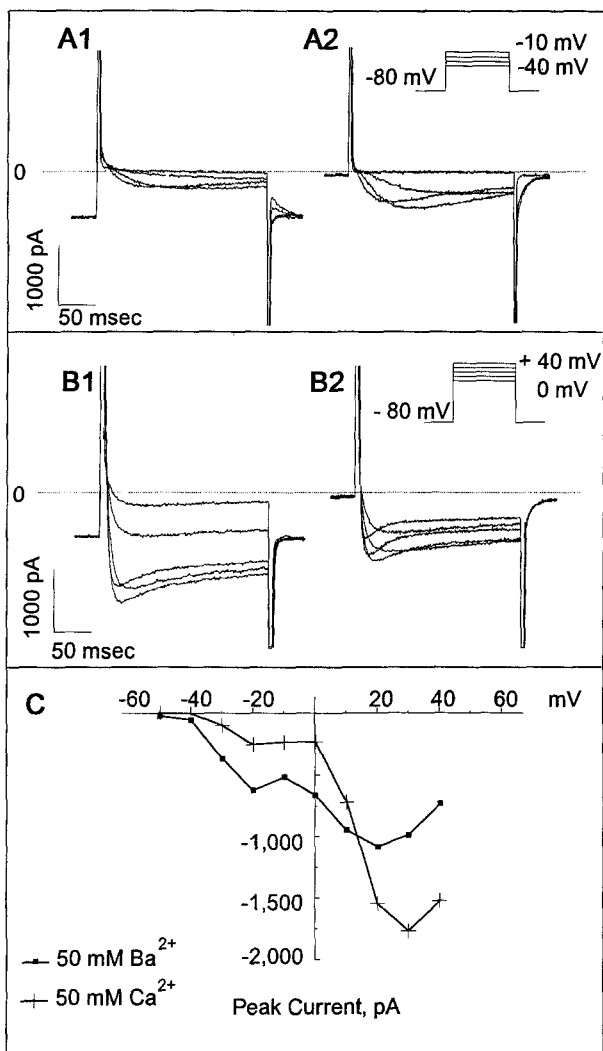 A1
A2
-10 mV
-40 mV
-80 mV
0
1000 pA
50 msec
B1
B2
+ 40 mV
0 mV
- 80 mV
0
1000 pA
50 msec
C
-60 -40 -20 20 40 60 mV
-1,000
-1,500
-2,000
50 mM Ba²⁺
50 mM Ca²⁺
Peak Current, pA